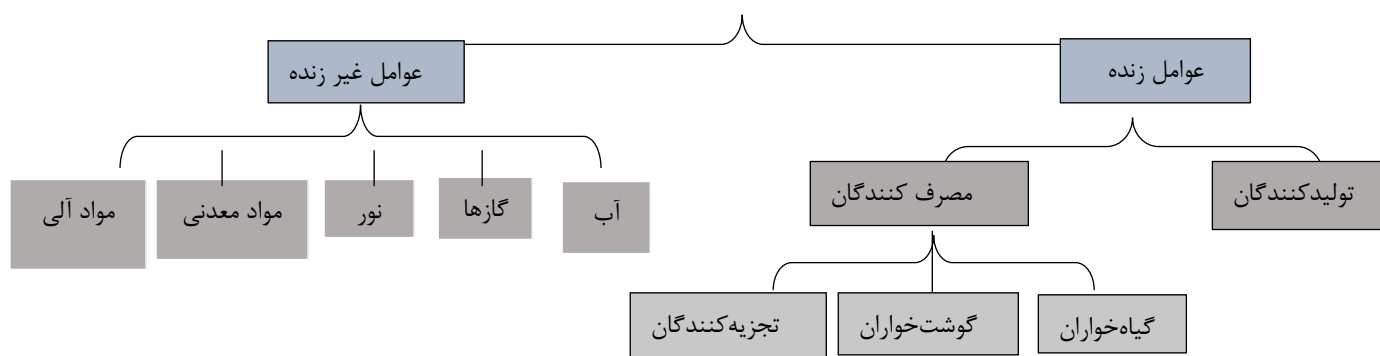 عوامل زنده
عوامل غیر زنده
تولیدکنندگان
مصرف کنندگان
آب
گازها
نور
مواد معدنی
مواد آلی
گیاه‌خواران
گوشت‌خواران
تجزیه‌کنندگان